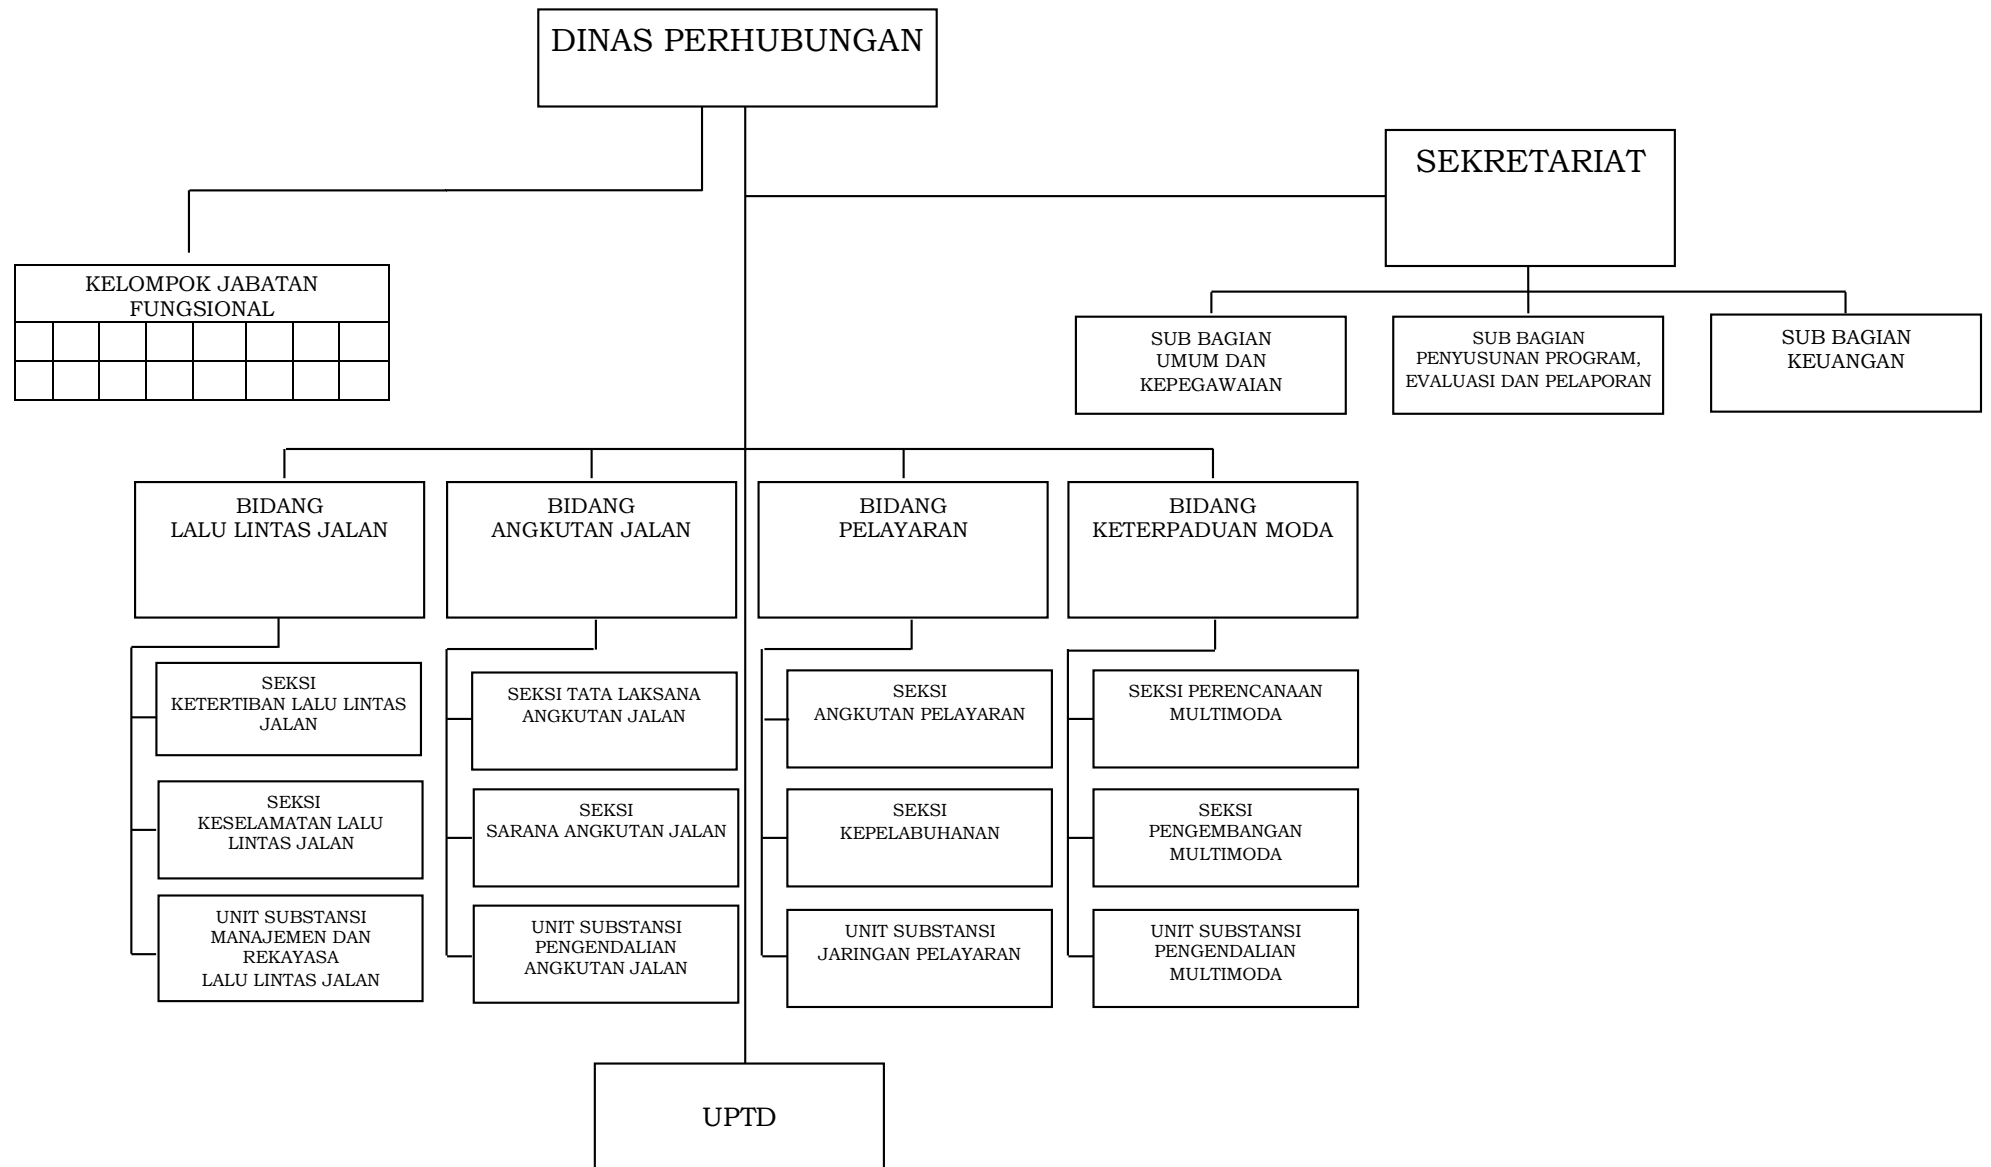 DINAS PERHUBUNGAN
SEKRETARIAT
KELOMPOK JABATAN
FUNGSIONAL
SUB BAGIAN
UMUM DAN
KEPEGAWAIAN
SUB BAGIAN
PENYUSUNAN PROGRAM,
EVALUASI DAN PELAPORAN
SUB BAGIAN
KEUANGAN
BIDANG
LALU LINTAS JALAN
BIDANG
ANGKUTAN JALAN
BIDANG
PELAYARAN
BIDANG
KETERPADUAN MODA
SEKSI
KETERTIBAN LALU LINTAS
JALAN
SEKSI TATA LAKSANA
ANGKUTAN JALAN
SEKSI
ANGKUTAN PELAYARAN
SEKSI PERENCANAAN
MULTIMODA
SEKSI
KESELAMATAN LALU
LINTAS JALAN
SEKSI
SARANA ANGKUTAN JALAN
SEKSI
KEPELABUHANAN
SEKSI
PENGEMBANGAN
MULTIMODA
UNIT SUBSTANSI
MANAJEMEN DAN
REKAYASA
LALU LINTAS JALAN
UNIT SUBSTANSI
PENGENDALIAN
ANGKUTAN JALAN
UNIT SUBSTANSI
JARINGAN PELAYARAN
UNIT SUBSTANSI
PENGENDALIAN
MULTIMODA
UPTD